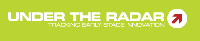 UNDER THE RADAR
TRACKING EARLY STAGE INNOVATION